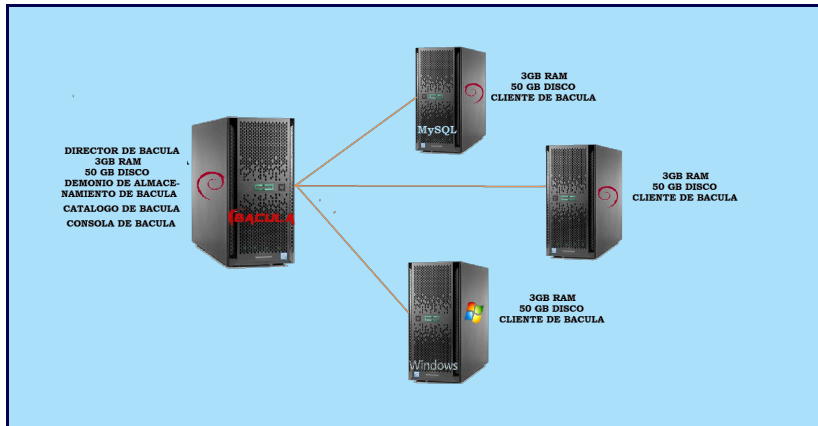 DIRECTOR DE BACULA
3GB RAM
50 GB DISCO
DEMONIO DE ALMACE-
NAMIENTO DE BACULA
CATALOGO DE BACULA
CONSOLA DE BACULA
BACULA
MySQL
3GB RAM
50 GB DISCO
CLIENTE DE BACULA
3GB RAM
50 GB DISCO
CLIENTE DE BACULA
Windows
3GB RAM
50 GB DISCO
CLIENTE DE BACULA